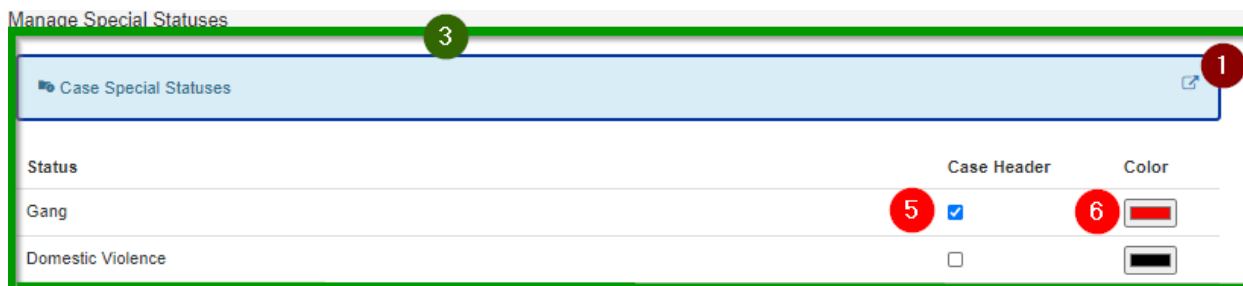 Manage Special Statuses
3
1
Case Special Statuses
Status Case Header Color
Gang 5 6
Domestic Violence